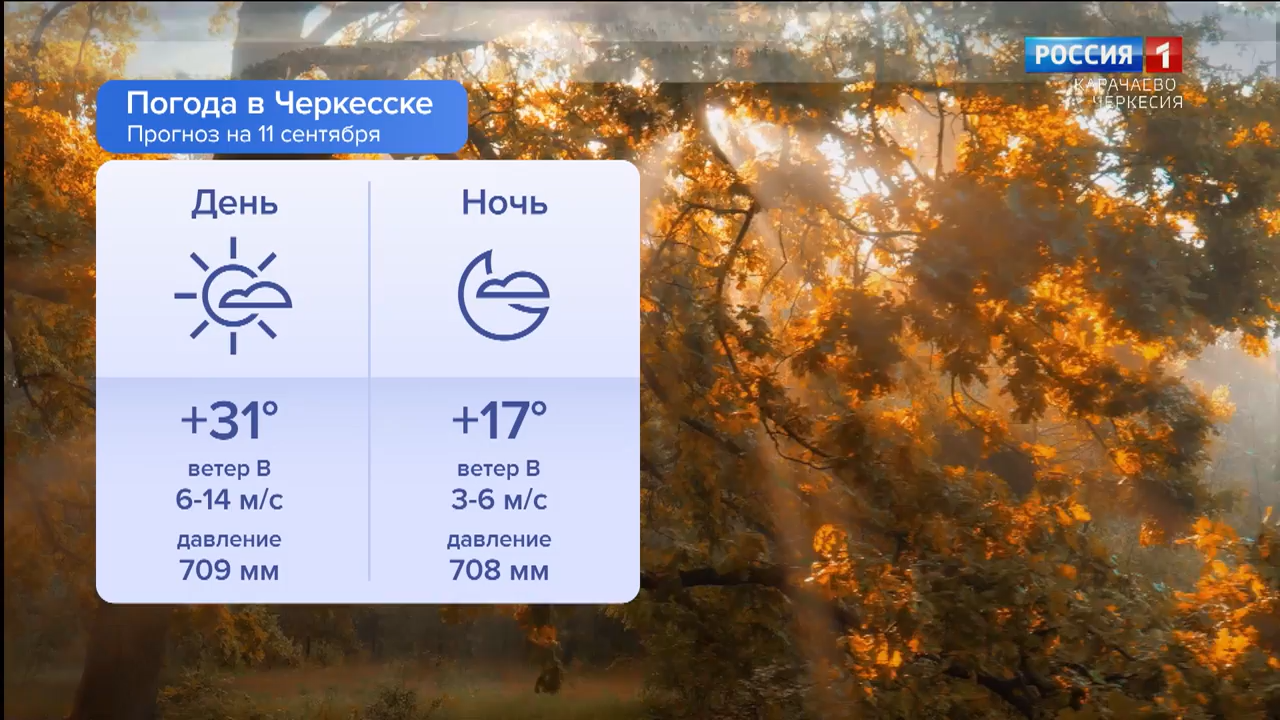 РОССИЯ 1
КАРАЧАЕВО
ЧЕРКЕСИЯ
Погода в Черкесске
Прогноз на 11 сентября
День
Ночь
+31°
+17°
ветер В
ветер В
6-14 м/с
3-6 м/с
давление
давление
709 мм
708 мм